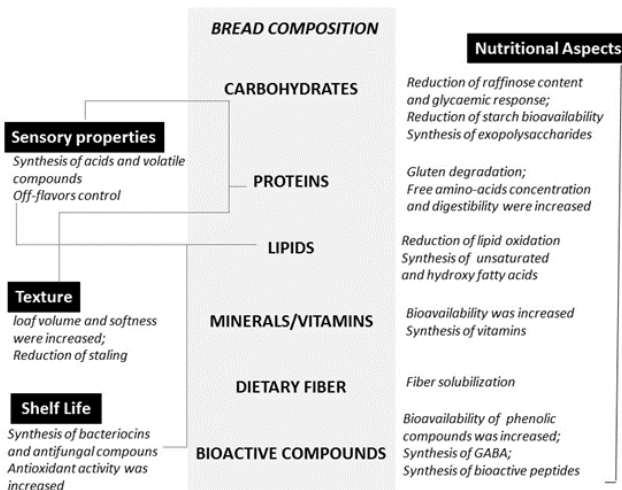 BREAD COMPOSITION
Nutritional Aspects
CARBOHYDRATES
Reduction of raffinose content
and glycaemic response;
Reduction of starch bioavailability
Synthesis of exopolysaccharides
Sensory properties
Synthesis of acids and volatile
compounds
Off-flavors control
PROTEINS
Gluten degradation;
Free amino-acids concentration
and digestibility were increased
LIPIDS
Reduction of lipid oxidation
Synthesis of unsaturated
and hydroxy fatty acids
Texture
loaf volume and softness
were increased;
Reduction of staling
MINERALS/VITAMINS
Bioavailability was increased
Synthesis of vitamins
DIETARY FIBER
Fiber solubilization
Shelf Life
Synthesis of bacteriocins
and antifungal compouns
Antioxidant activity was
increased
BIOACTIVE COMPOUNDS
Bioavailability of phenolic
compounds was increased;
Synthesis of GABA;
Synthesis of bioactive peptides